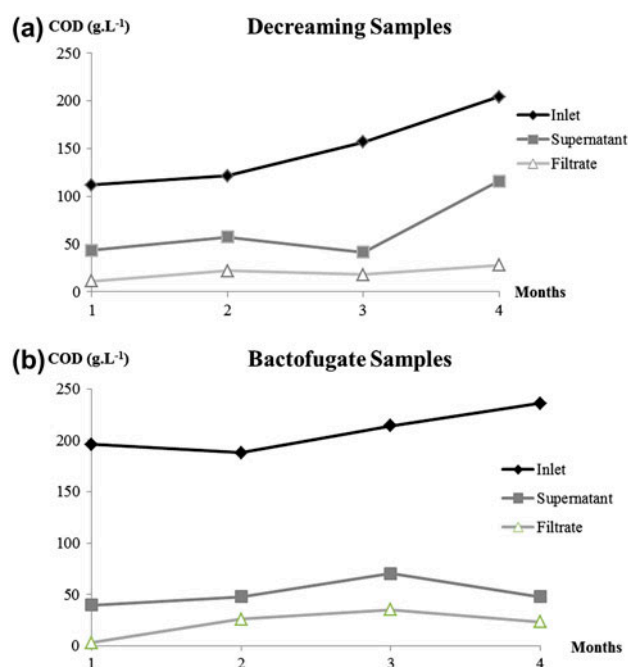 (a) COD (g.L-1) Decreaming Samples
250
200
150
100
50
0
Inlet
Supernatant
Filtrate
Months
1 2 3 4
(b) COD (g.L-1) Bactofugate Samples
250
200
150
100
50
0
Inlet
Supernatant
Filtrate
1 2 3 4
Months